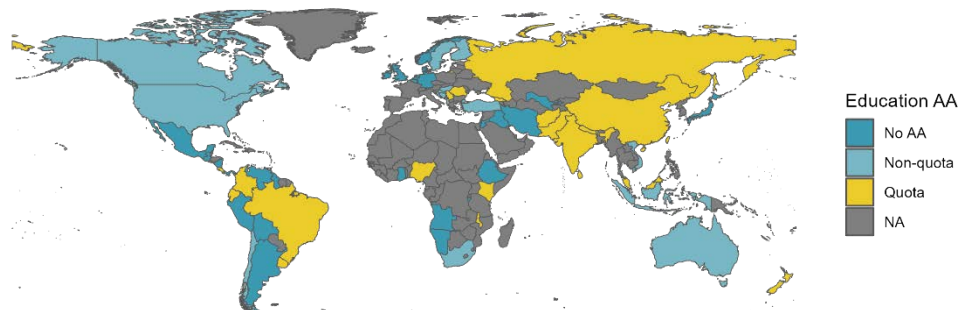 Education AA
No AA
Non-quota
Quota
NA